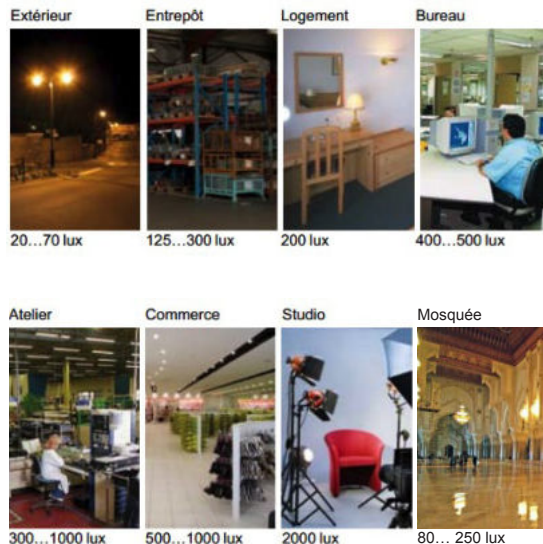 Extérieur
Entrepôt
Logement
Bureau
20...70 lux
125...300 lux
200 lux
400...500 lux
Atelier
Commerce
Studio
Mosquée
300...1000 lux
500...1000 lux
2000 lux
80... 250 lux